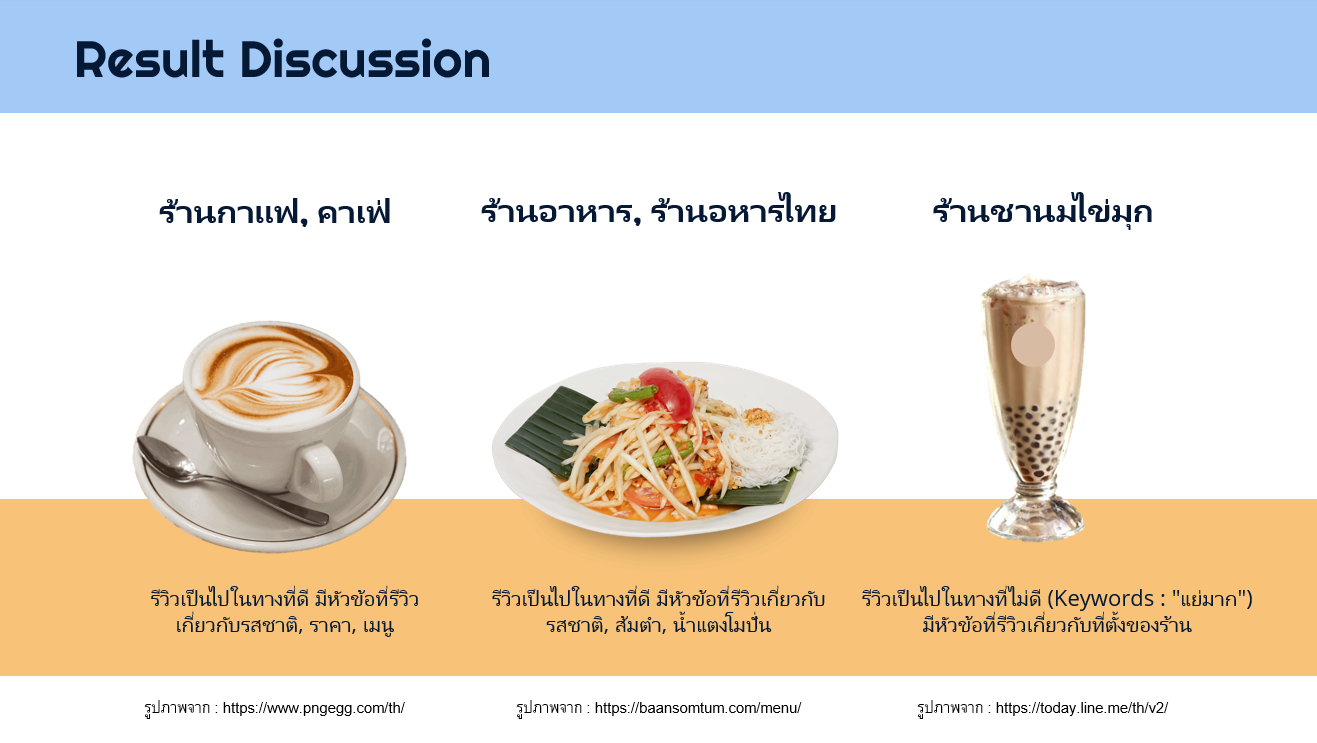 Result Discussion
ร้านกาแฟ, คาเฟ่
ร้านอาหาร, ร้านอหารไทย
ร้านชานมไข่มุก
รีวิวเป็นไปในทางที่ดี มีหัวข้อที่รีวิว
เกี่ยวกับรสชาติ, ราคา, เมนู
รีวิวเป็นไปในทางที่ดี มีหัวข้อที่รีวิวเกี่ยวกับ
รสชาติ, ส้มตำ, น้ำแตงโมปั่น
รีวิวเป็นไปในทางที่ไม่ดี (Keywords : "แย่มาก")
มีหัวข้อที่รีวิวเกี่ยวกับที่ตั้งของร้าน
รูปภาพจาก : https://www.pngegg.com/th/
รูปภาพจาก : https://baansomtum.com/menu/
รูปภาพจาก : https://today.line.me/th/v2/